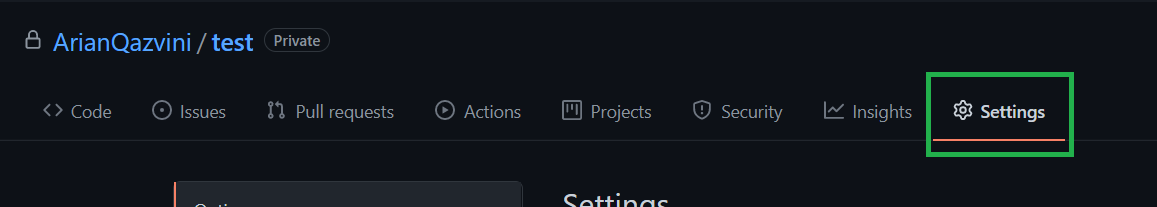 ArianQazvini / test Private
Code Issues Pull requests Actions Projects Security Insights Settings
Settings